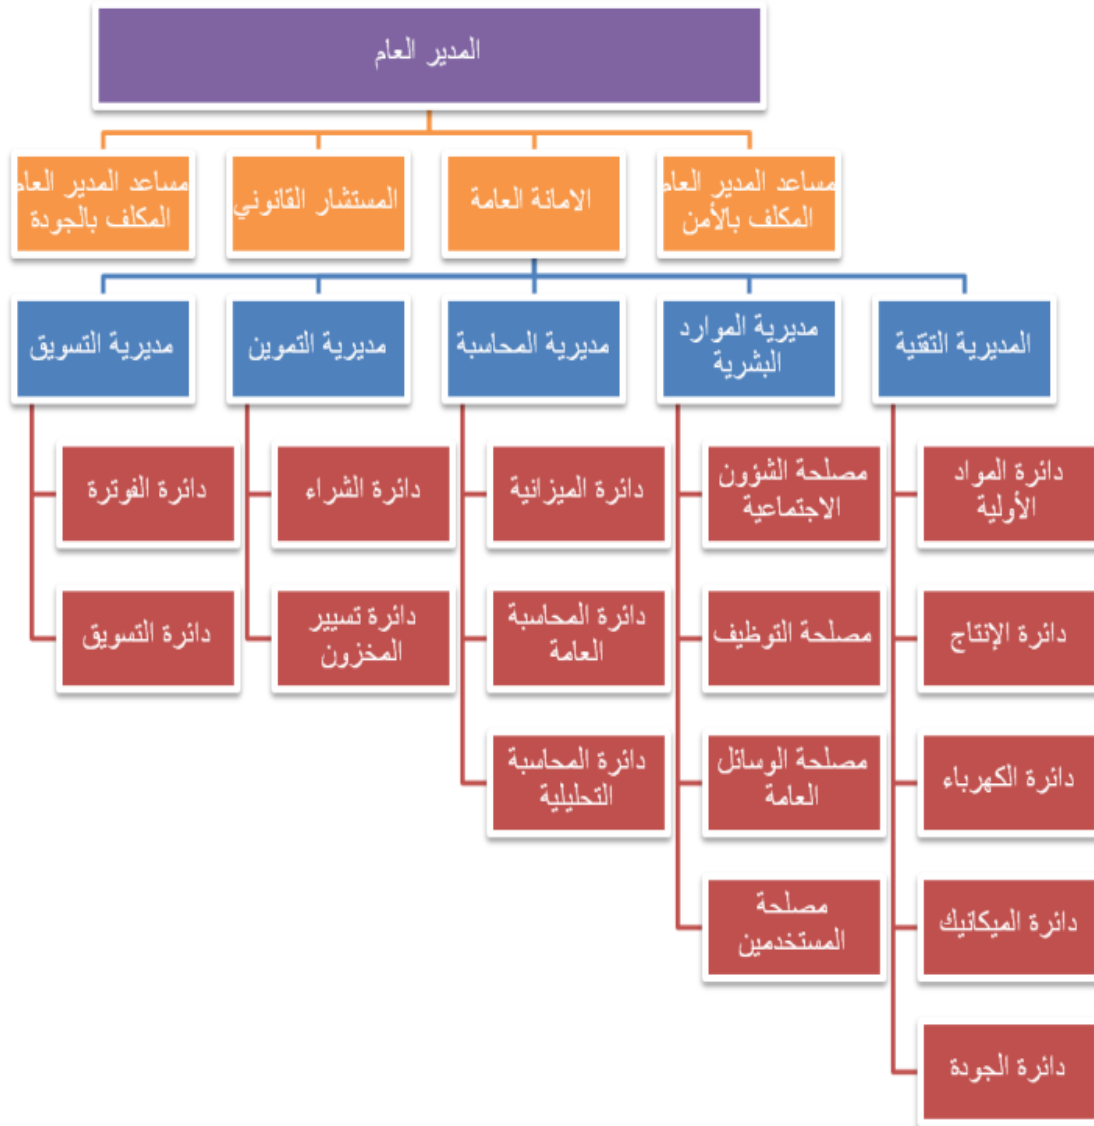 المدير العام
مساعد المدير العام
المكلف بالأمن
الامانة العامة
المستشار القانوني
مساعد المدير العام
المكلف بالجودة
المديرية التقنية
مديرية الموارد
البشرية
مديرية المحاسبة
مديرية التموين
مديرية التسويق
دائرة المواد
الأولية
دائرة الإنتاج
دائرة الكهرباء
دائرة الميكانيك
دائرة الجودة
مصلحة الشؤون
الاجتماعية
مصلحة التوظيف
مصلحة الوسائل
العامة
مصلحة
المستخدمين
دائرة الميزانية
دائرة المحاسبة
العامة
دائرة المحاسبة
التحليلية
دائرة الشراء
دائرة تسيير
المخزون
دائرة الفوترة
دائرة التسويق